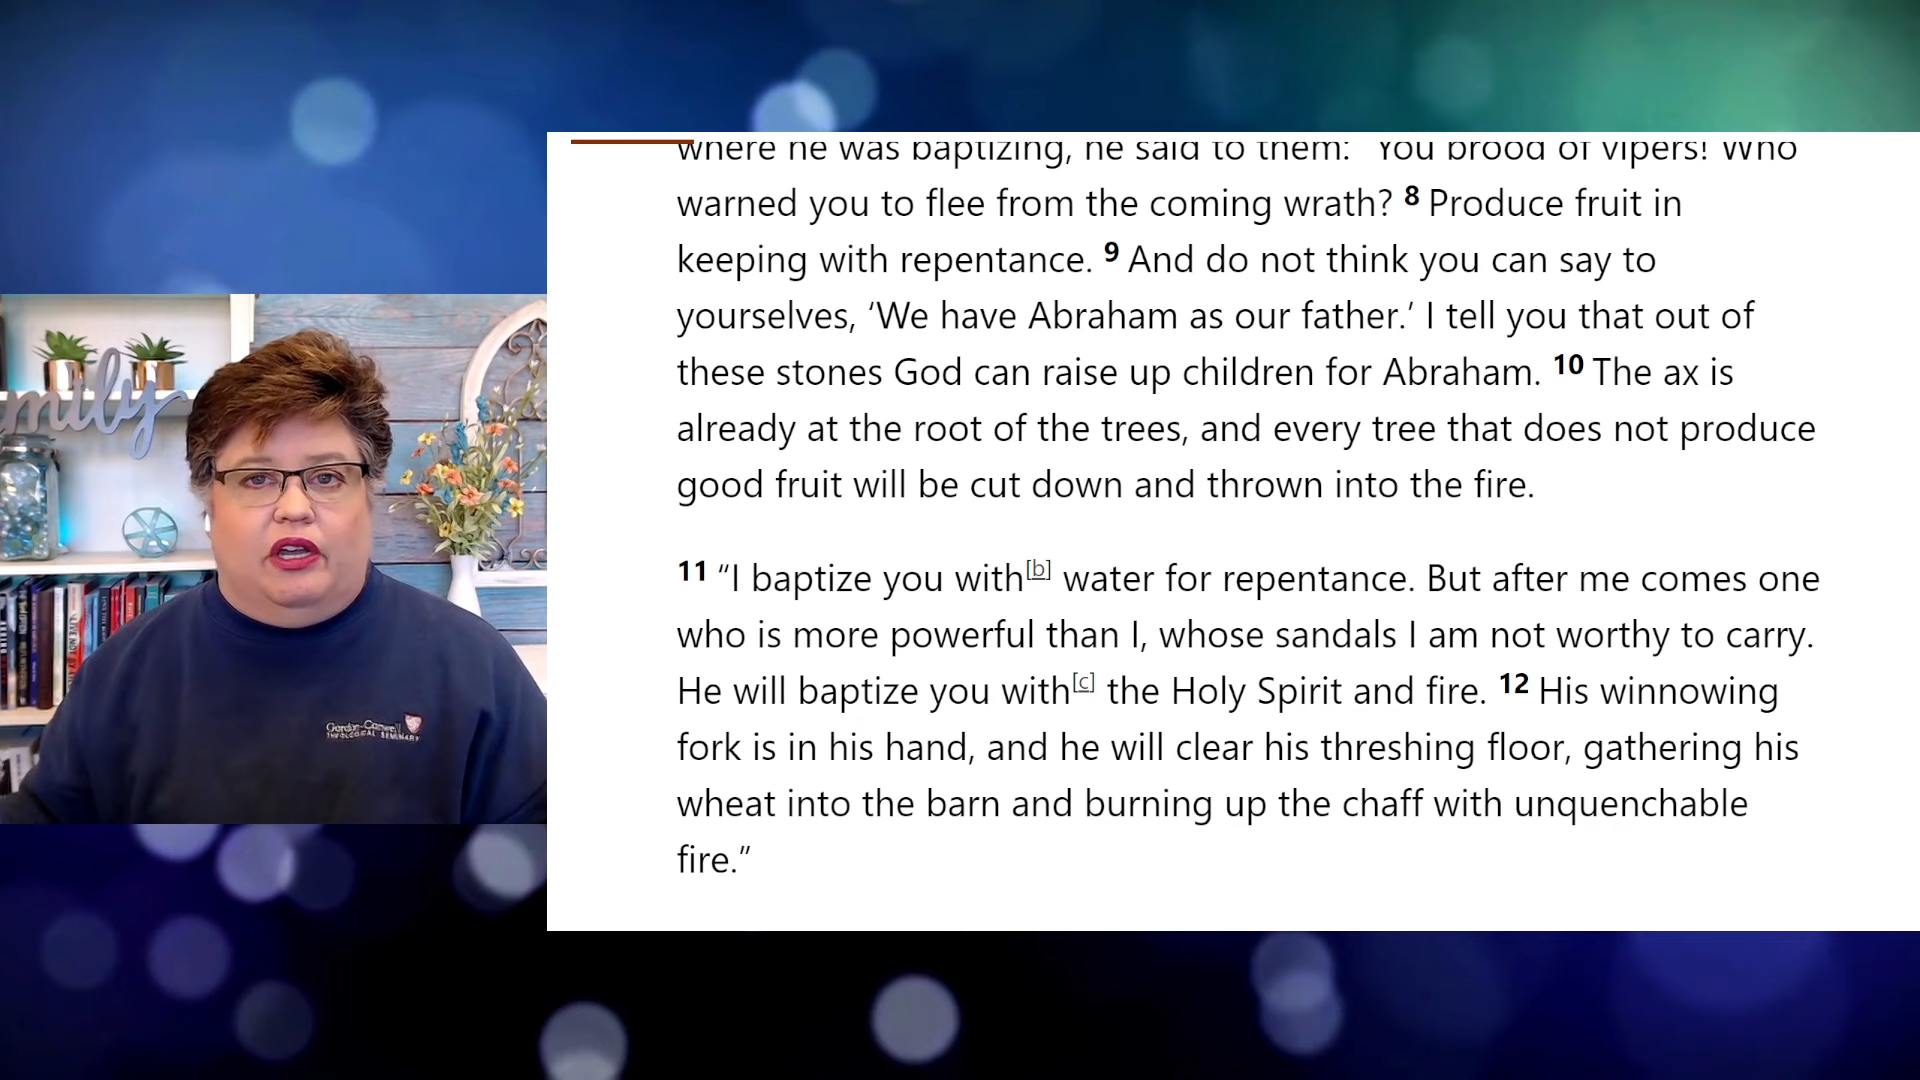 where he was baptizing, he said to them: “You brood of vipers! Who
warned you to flee from the coming wrath? 8 Produce fruit in
keeping with repentance. 9 And do not think you can say to
yourselves, ‘We have Abraham as our father.’ I tell you that out of
these stones God can raise up children for Abraham. 10 The ax is
already at the root of the trees, and every tree that does not produce
good fruit will be cut down and thrown into the fire.
11 “I baptize you with[b] water for repentance. But after me comes one
who is more powerful than I, whose sandals I am not worthy to carry.
He will baptize you with[c] the Holy Spirit and fire. 12 His winnowing
fork is in his hand, and he will clear his threshing floor, gathering his
wheat into the barn and burning up the chaff with unquenchable
fire.”
mily
Gordon-Conwell
THEOLOGICAL SEMINARY